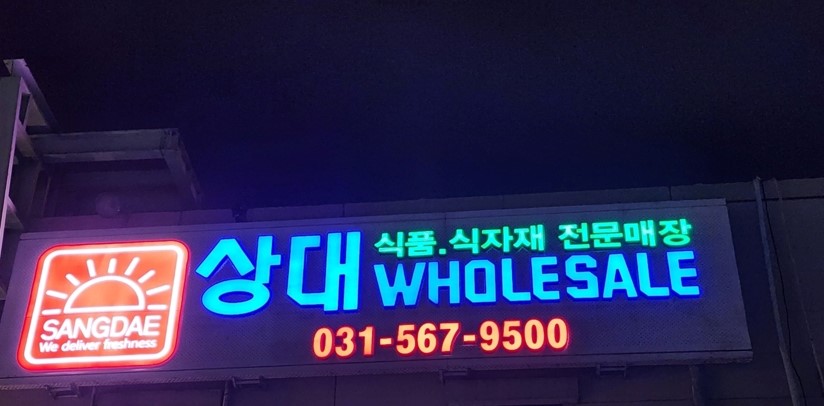 SANGDAE
We deliver freshness
상대
식품.식자재 전문매장
WHOLESALE
031-567-9500